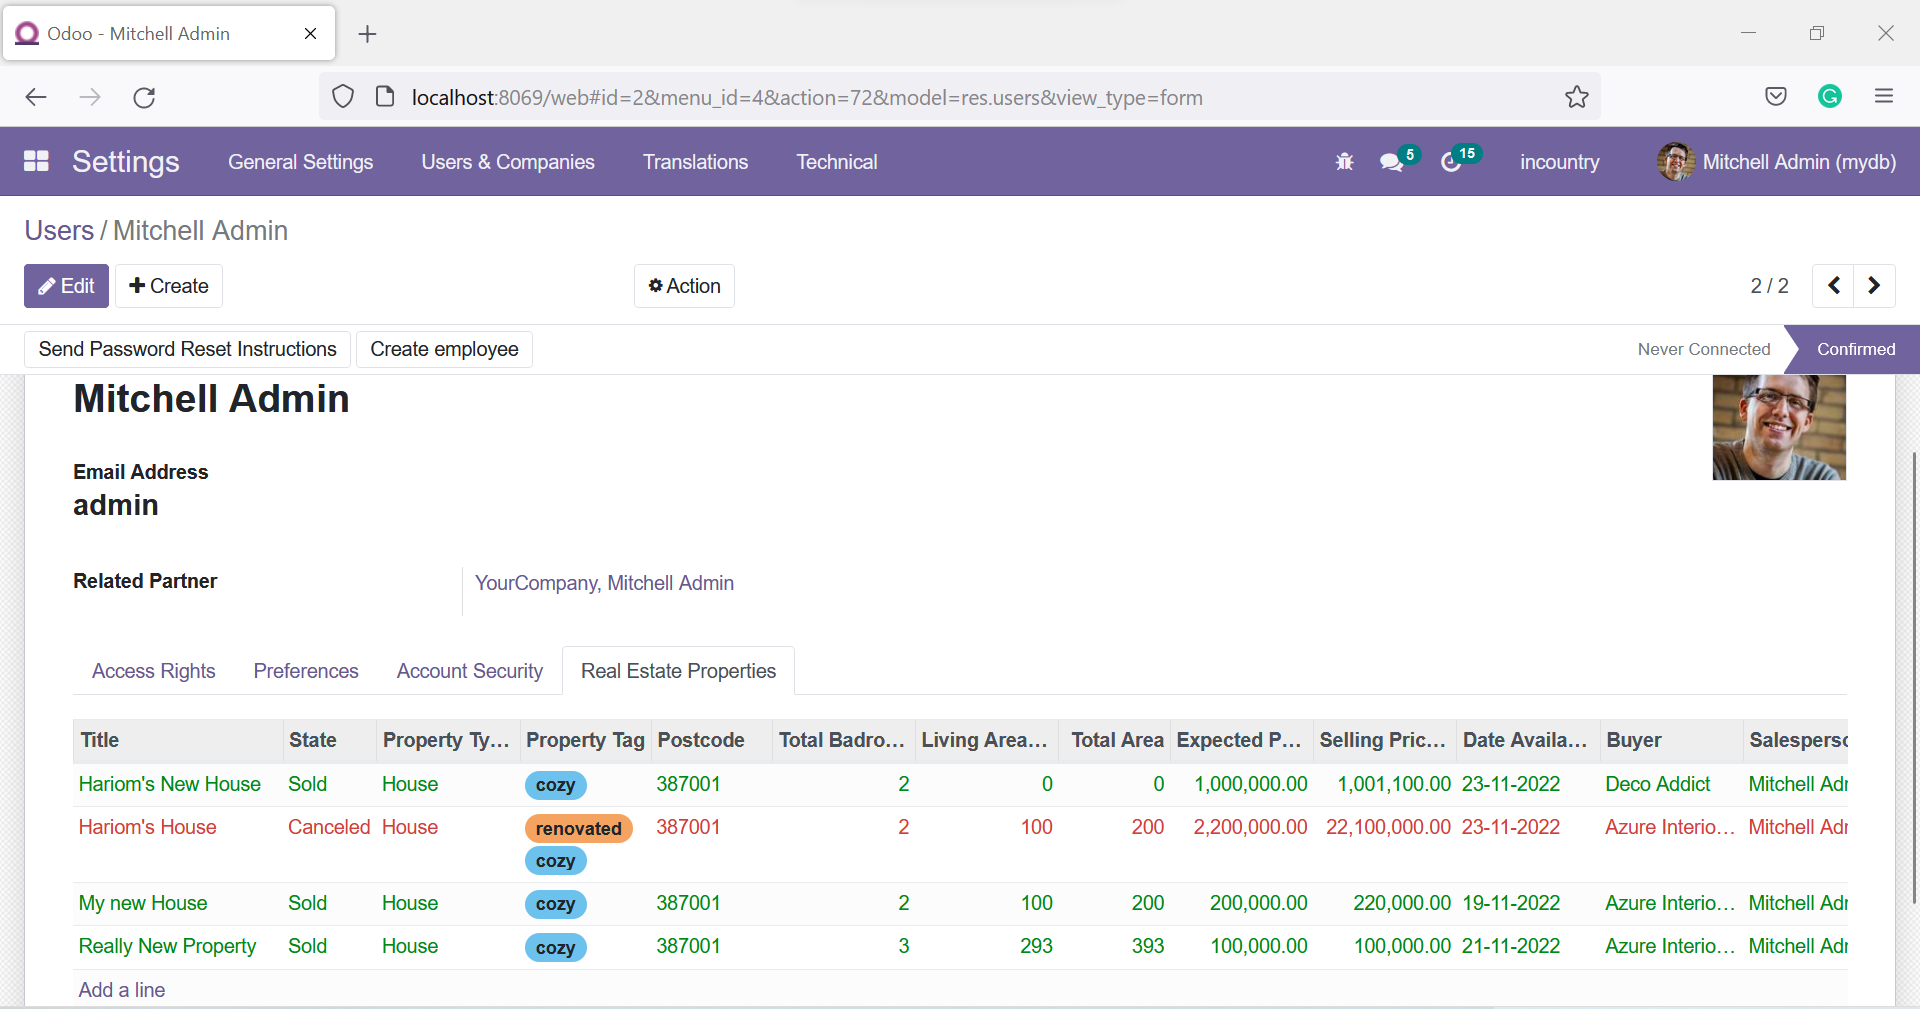 Odoo - Mitchell Admin
localhost:8069/web#id=2&menu_id=4&action=72&model=res.users&view_type=form
Settings General Settings Users & Companies Translations Technical 5 15 incountry Mitchell Admin (mydb)
Users / Mitchell Admin
Edit Create Action 2 / 2
Send Password Reset Instructions Create employee Never Connected Confirmed
Mitchell Admin
Email Address
admin
Related Partner YourCompany, Mitchell Admin
Access Rights Preferences Account Security Real Estate Properties
Title State Property Ty... Property Tag Postcode Total Badro... Living Area... Total Area Expected P... Selling Pric... Date Availa... Buyer Salesperso
Hariom's New House Sold House cozy 387001 2 0 0 1,000,000.00 1,001,100.00 23-11-2022 Deco Addict Mitchell Adr
Hariom's House Canceled House renovated 387001 2 100 200 2,200,000.00 22,100,000.00 23-11-2022 Azure Interio... Mitchell Adr
cozy
My new House Sold House cozy 387001 2 100 200 200,000.00 220,000.00 19-11-2022 Azure Interio... Mitchell Adr
Really New Property Sold House cozy 387001 3 293 393 100,000.00 100,000.00 21-11-2022 Azure Interio... Mitchell Adr
Add a line